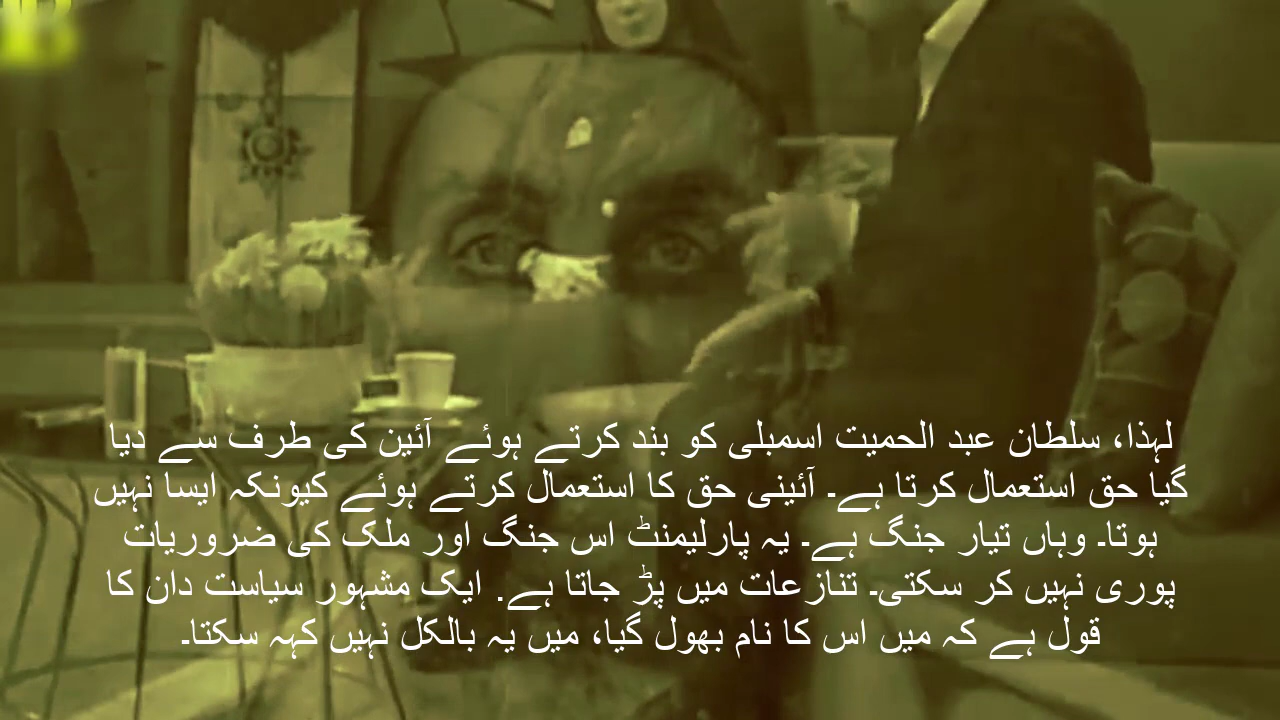 لہذا، سلطان عبد الحمیت اسمبلی کو بند کرتے ہوئے آئین کی طرف سے دیا
گیا حق استعمال کرتا ہے۔ آئینی حق کا استعمال کرتے ہوئے کیونکہ ایسا نہیں
ہوتا۔ وہاں تیار جنگ ہے۔ یہ پارلیمنٹ اس جنگ اور ملک کی ضروریات
پوری نہیں کر سکتی۔ تنازعات میں پڑ جاتا ہے. ایک مشہور سیاست دان کا
قول ہے کہ میں اس کا نام بھول گیا، میں یہ بالکل نہیں کہہ سکتا۔